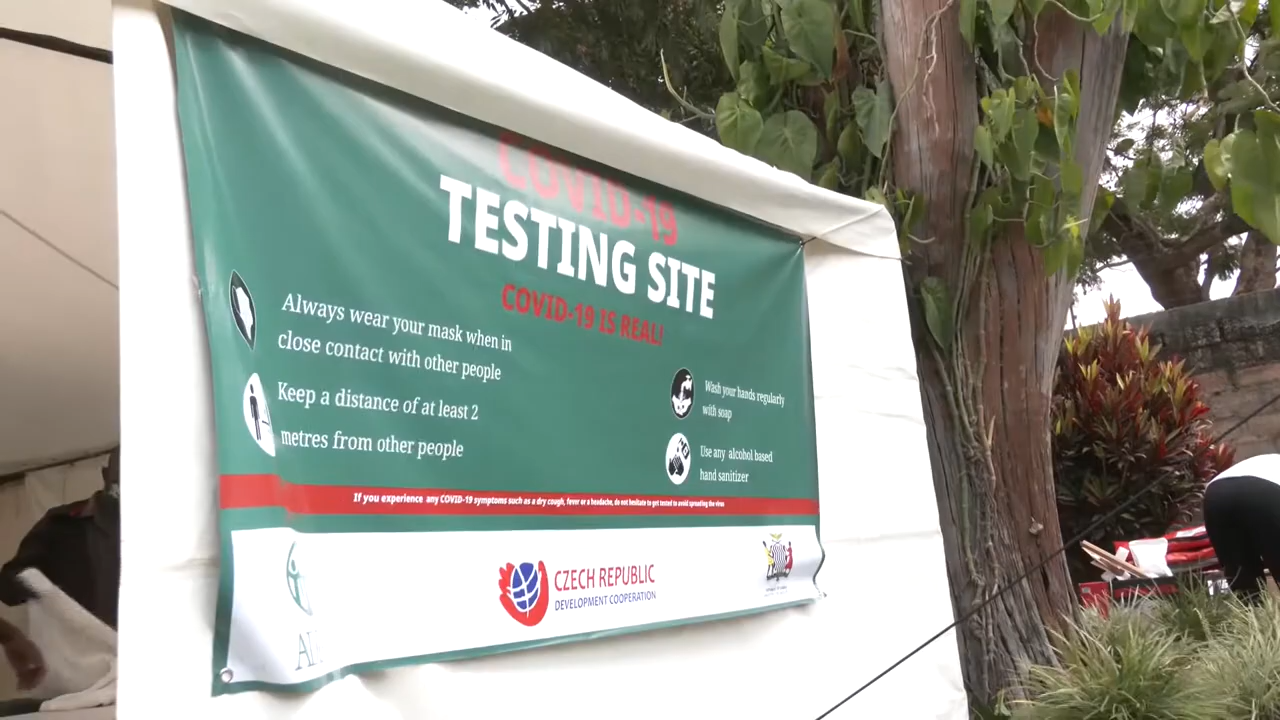 COVID-19
TESTING SITE
COVID-19 IS REAL!
Always wear your mask when in
close contact with other people
Keep a distance of at least 2
metres from other people
Wash your hands regularly
with soap
Use any alcohol based
hand sanitizer
If you experience any COVID-19 symptoms such as a dry cough, fever or a headache, do not hesitate to get tested to avoid spreading the virus
CZECH REPUBLIC
DEVELOPMENT COOPERATION